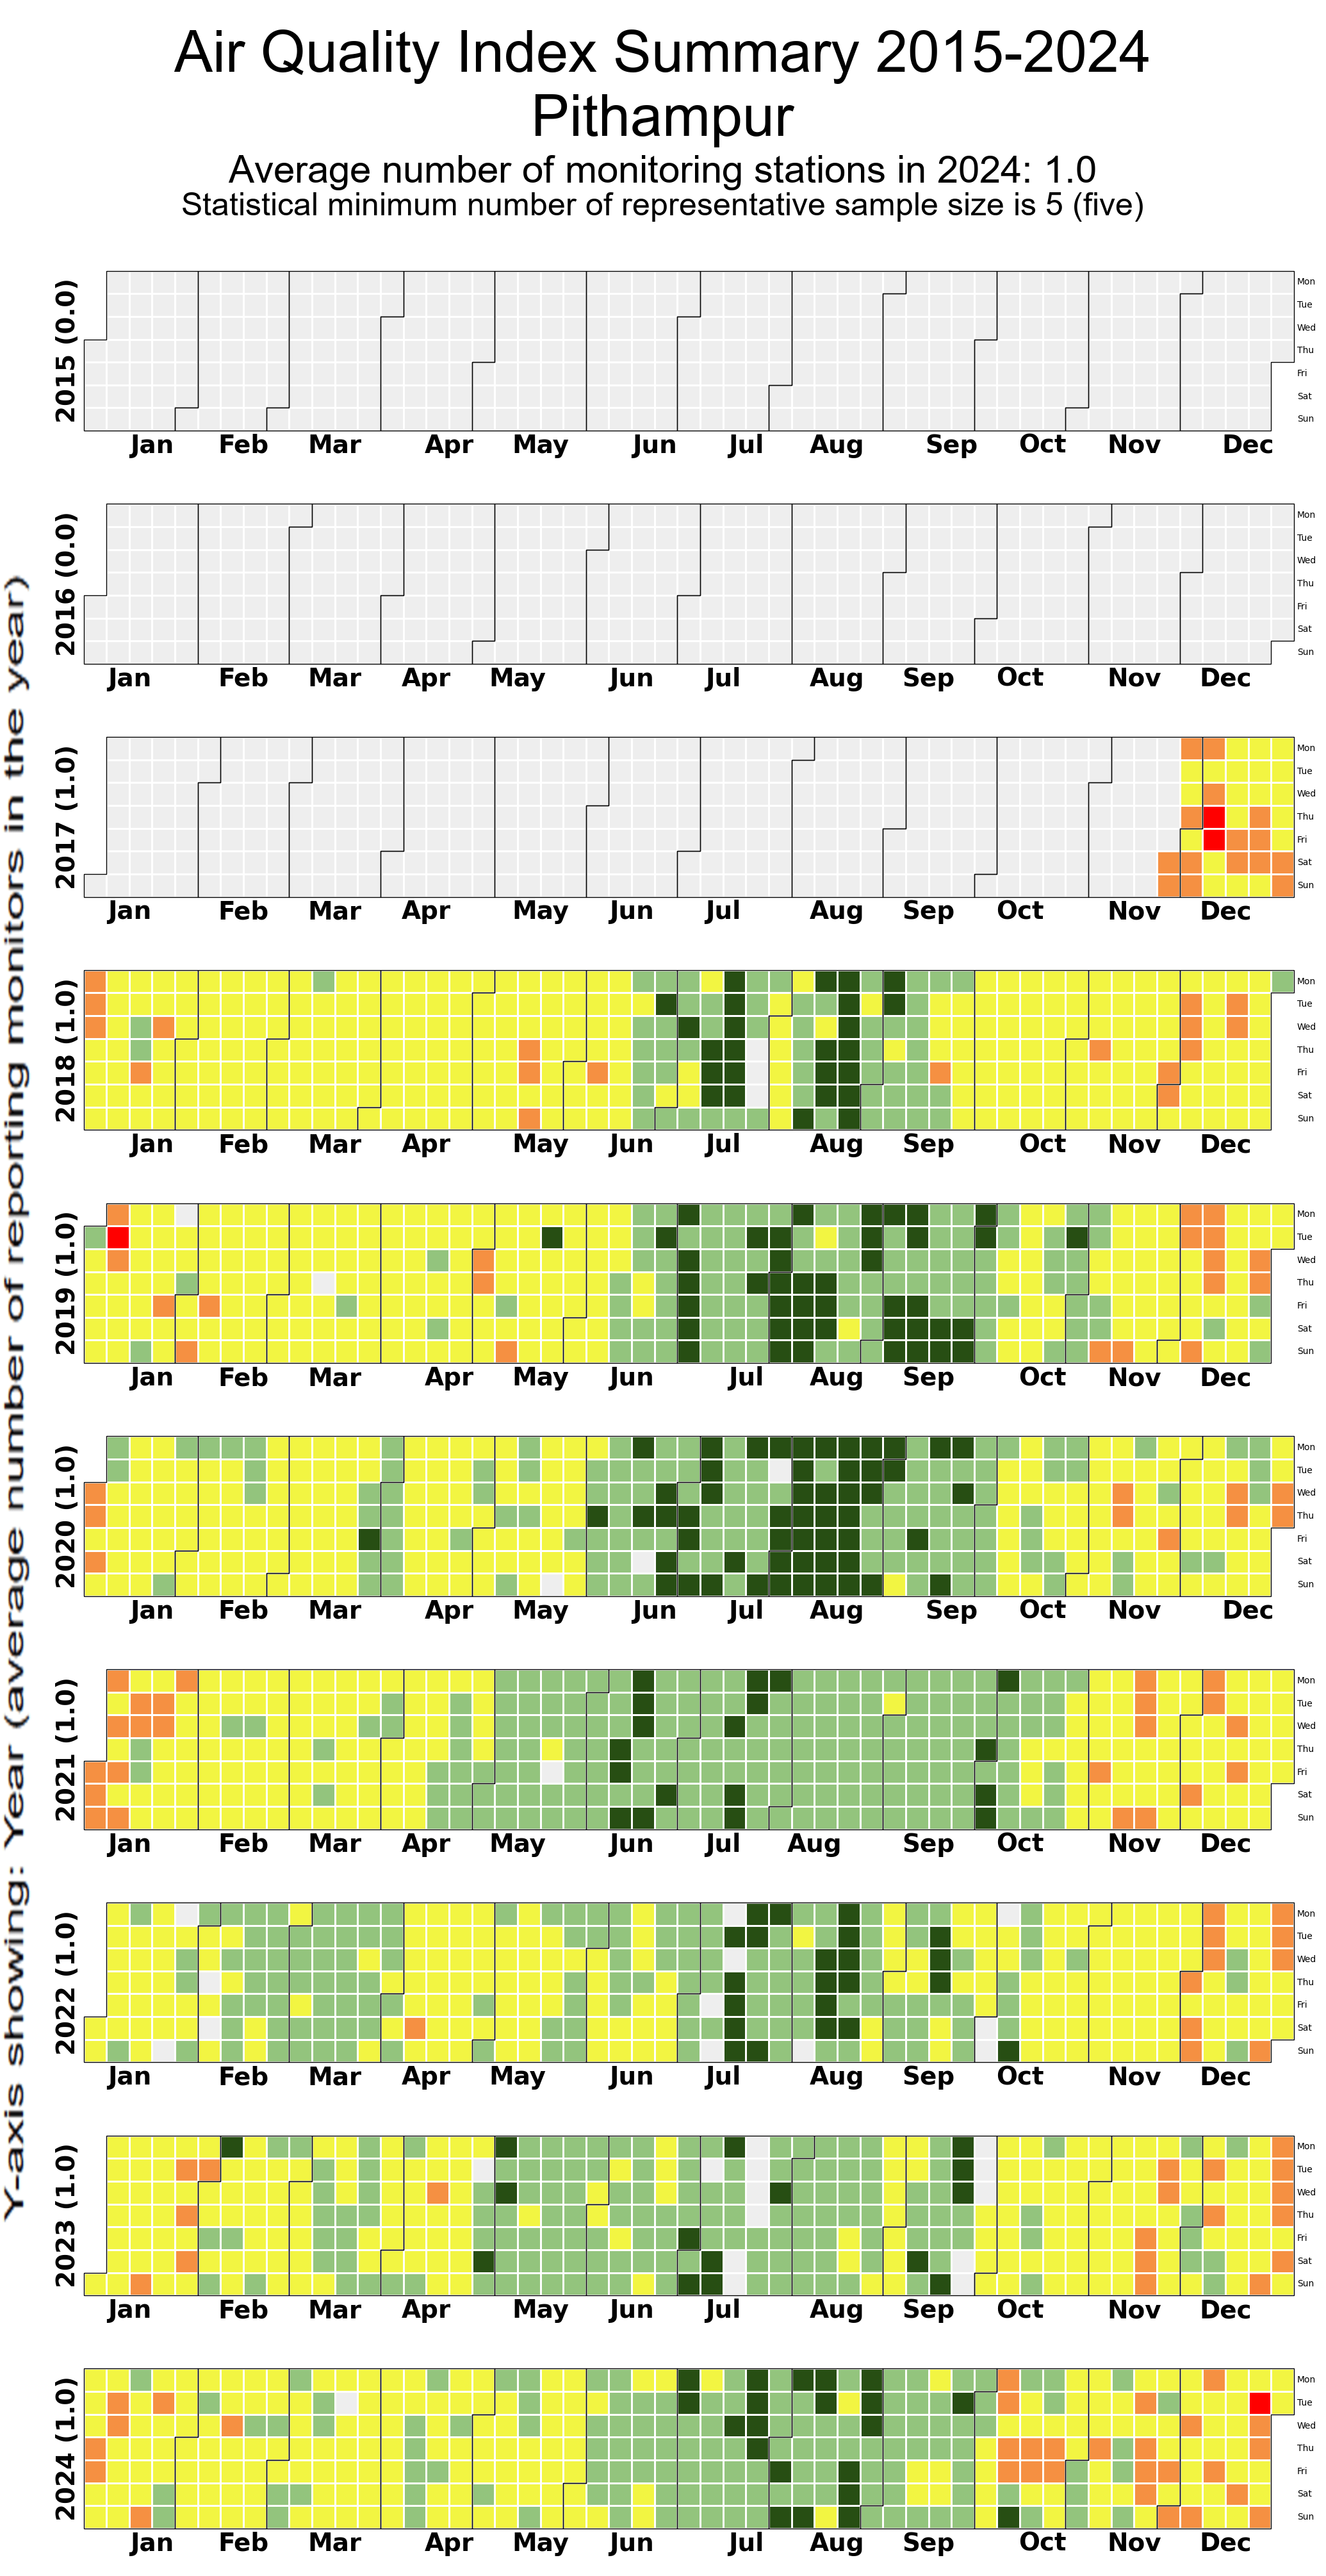 Air Quality Index Summary 2015-2024
Pithampur
Average number of monitoring stations in 2024: 1.0
Statistical minimum number of representative sample size is 5 (five)
Y-axis showing: Year (average number of reporting monitors in the year)
2015 (0.0)
Mon
Tue
Wed
Thu
Fri
Sat
Sun
Jan Feb Mar Apr May Jun Jul Aug Sep Oct Nov Dec
2016 (0.0)
Mon
Tue
Wed
Thu
Fri
Sat
Sun
Jan Feb Mar Apr May Jun Jul Aug Sep Oct Nov Dec
2017 (1.0)
Mon
Tue
Wed
Thu
Fri
Sat
Sun
Jan Feb Mar Apr May Jun Jul Aug Sep Oct Nov Dec
2018 (1.0)
Mon
Tue
Wed
Thu
Fri
Sat
Sun
Jan Feb Mar Apr May Jun Jul Aug Sep Oct Nov Dec
2019 (1.0)
Mon
Tue
Wed
Thu
Fri
Sat
Sun
Jan Feb Mar Apr May Jun Jul Aug Sep Oct Nov Dec
2020 (1.0)
Mon
Tue
Wed
Thu
Fri
Sat
Sun
Jan Feb Mar Apr May Jun Jul Aug Sep Oct Nov Dec
2021 (1.0)
Mon
Tue
Wed
Thu
Fri
Sat
Sun
Jan Feb Mar Apr May Jun Jul Aug Sep Oct Nov Dec
2022 (1.0)
Mon
Tue
Wed
Thu
Fri
Sat
Sun
Jan Feb Mar Apr May Jun Jul Aug Sep Oct Nov Dec
2023 (1.0)
Mon
Tue
Wed
Thu
Fri
Sat
Sun
Jan Feb Mar Apr May Jun Jul Aug Sep Oct Nov Dec
2024 (1.0)
Mon
Tue
Wed
Thu
Fri
Sat
Sun
Jan Feb Mar Apr May Jun Jul Aug Sep Oct Nov Dec